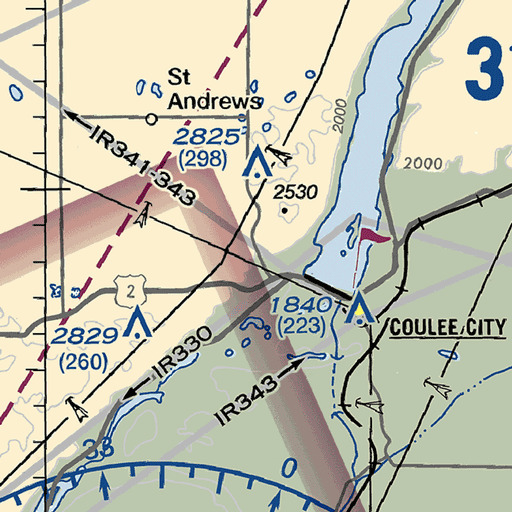 31
St
Andrews
2000
2825
(298)
2000
IR341-343
2530
2
1840
(223)
COULEE CITY
2829
(260)
IR330
IR343
33
0